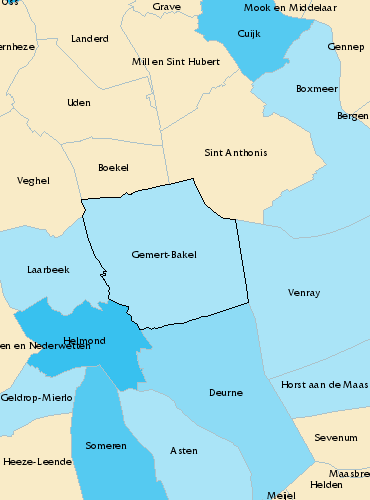 Oss
Grave
Mook en Middelaar
Cuijk
Landerd
ernheze
Gennep
Mill en Sint Hubert
Boxmeer
Uden
Bergen
Sint Anthonis
Boekel
Veghel
Gemert-Bakel
Laarbeek
Venray
Helmond
en en Nederwetten
Horst aan de Maas
Deurne
Geldrop-Mierlo
Sevenum
Someren
Asten
Heeze-Leende
Maasbre
Helden
Meijel